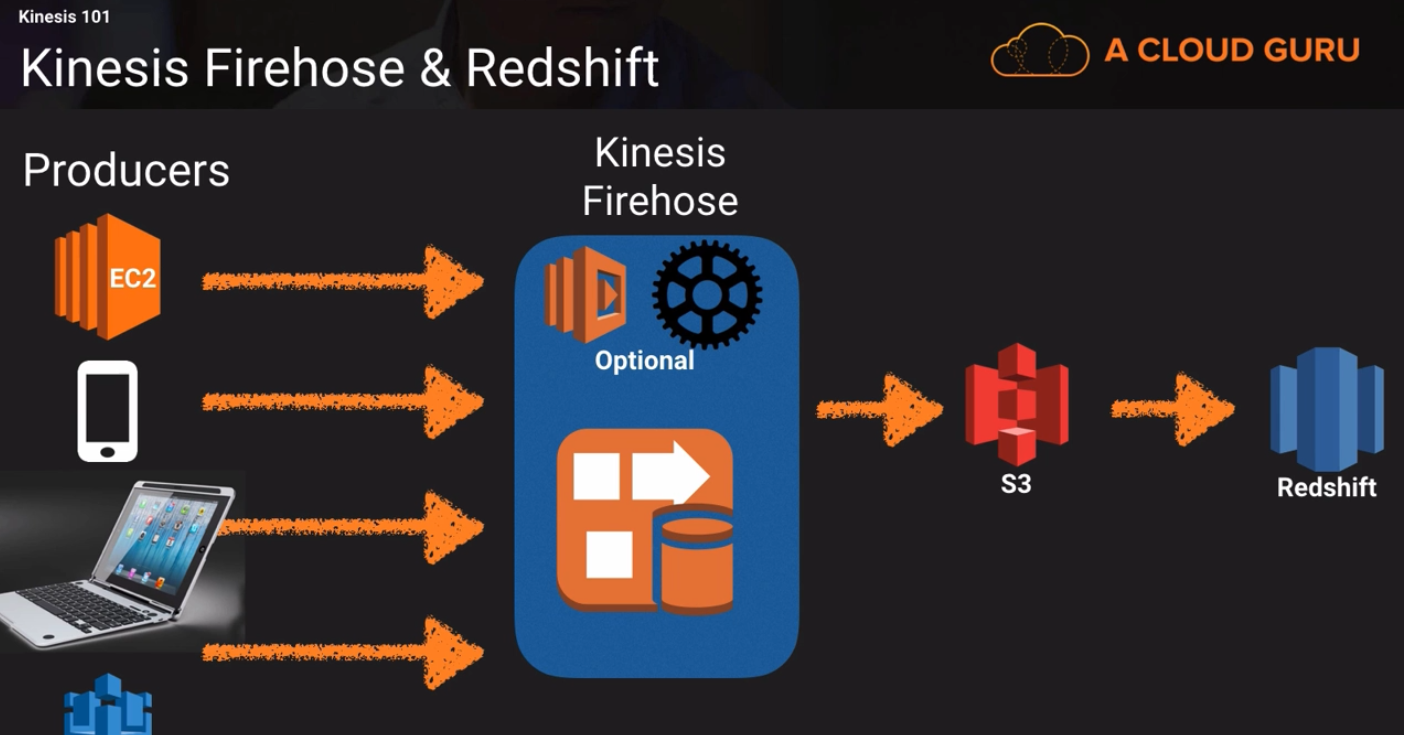 Kinesis 101
Kinesis Firehose & Redshift
A CLOUD GURU
Producers
Kinesis
Firehose
EC2
Optional
S3
Redshift